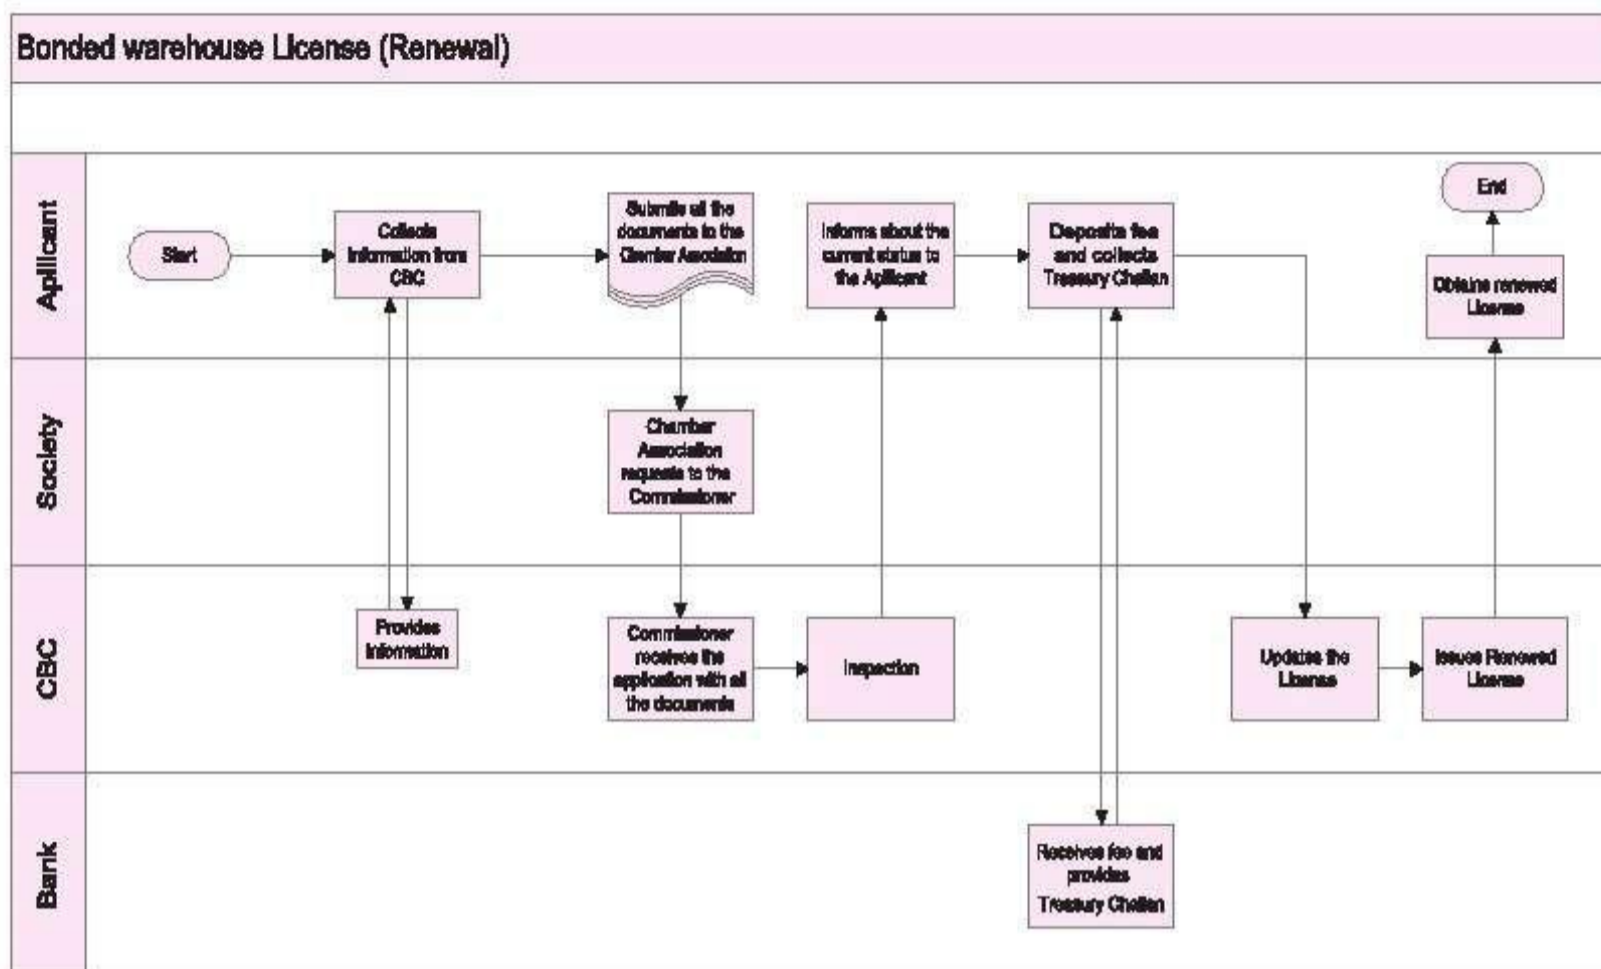 Bonded warehouse License (Renewal)
Apllicant
Start
Collects
Information from
CBC
Submits all the
documents to the
Chamber Association
Informs about the
current status to
the Apllicant
Deposits fee
and collects
Treasury Challan
End
Obtains renewed
License
Society
Chamber
Association
requests to the
Commissioner
CBC
Provides
Information
Commissioner
receives the
application with all
the documents
Inspection
Updates the
License
Issues Renewed
License
Bank
Receives fee and
provides
Treasury Challan